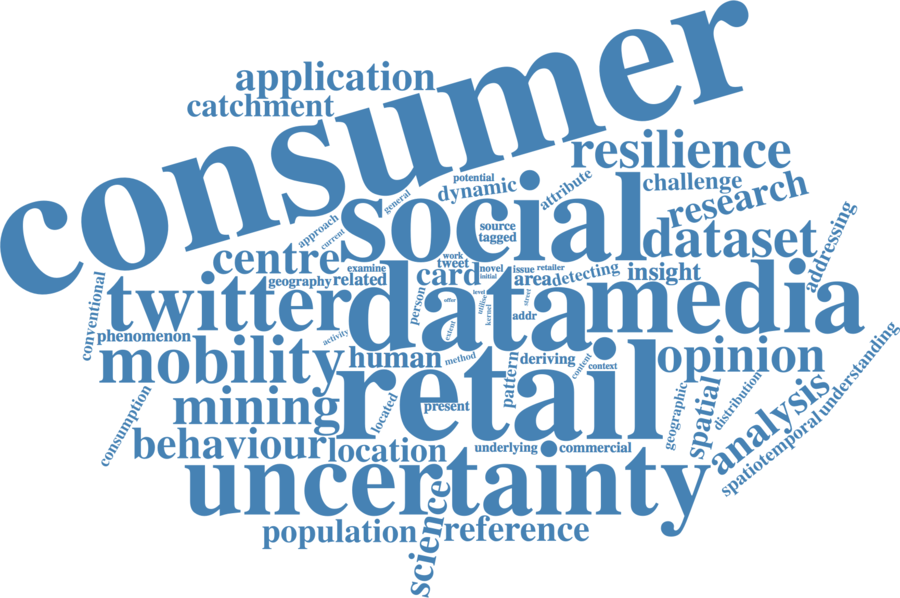 consumer
application
catchment
resilience
potential
dynamic
attribute
challenge
research
general
social
source
tagged
approach
current
dataset
addressing
centre
examine
work
tweet
novel
initial
issue
retailer
area
detecting
insight
geography
related
card
conventional
twitter
data
media
person
offer
level
utilise
kernel
street
addr
extent
activity
phenomenon
mobility
human
method
pattern
deriving
content
context
opinion
retail
understanding
consumption
mining
located
present
geographic
spatial
distribution
analysis
spatiotemporal
behaviour
location
underlying
commercial
uncertainty
population
science
reference